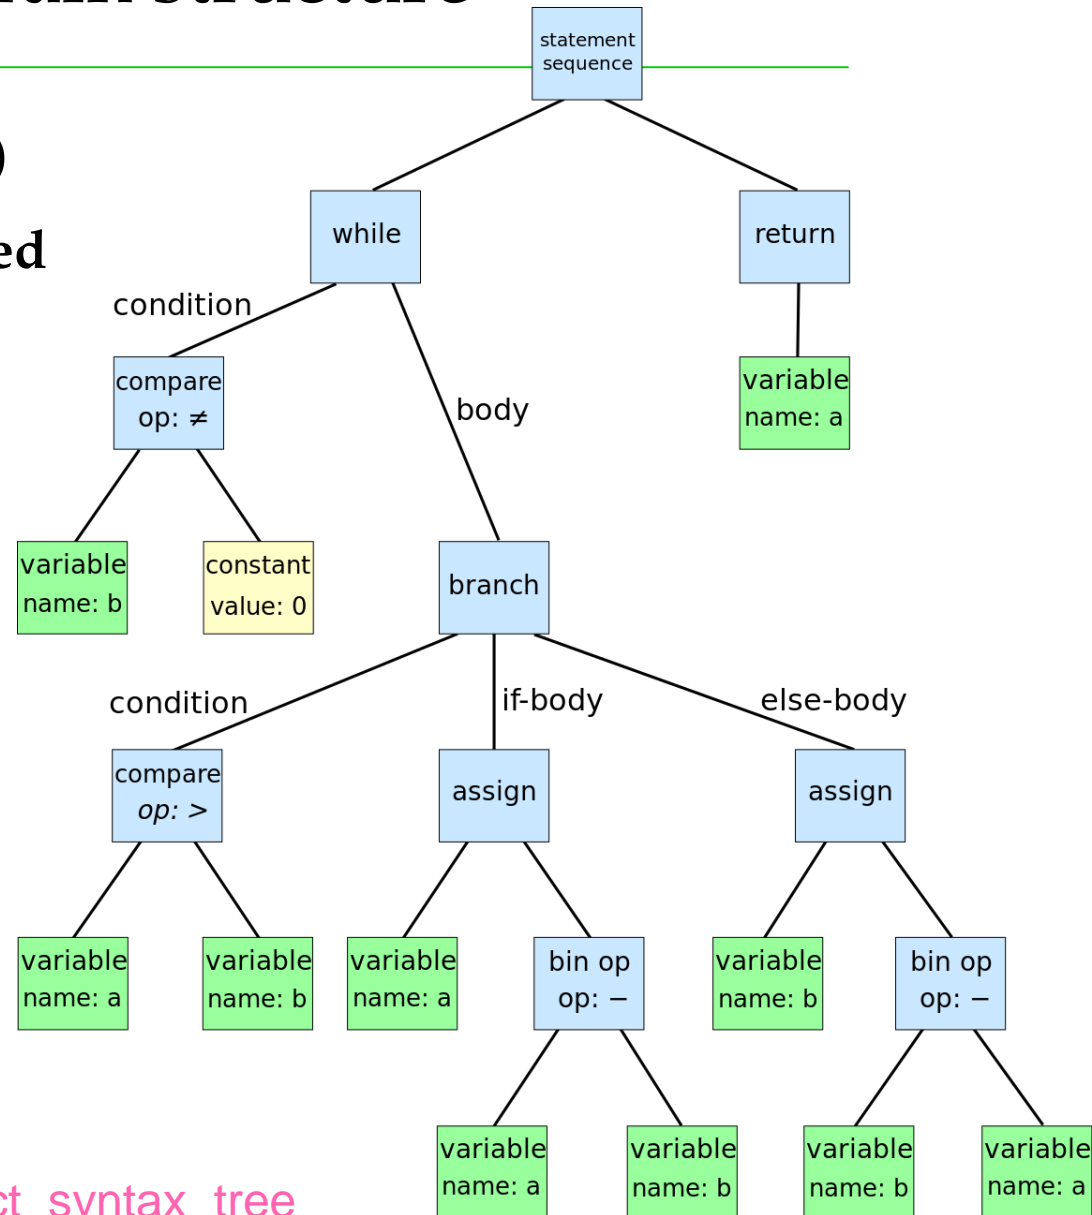 statement
sequence
)
ed
while
return
condition
compare
op: ≠
body
variable
name: a
variable
name: b
constant
value: 0
branch
condition
if-body
else-body
compare
op: >
assign
assign
variable
name: a
variable
name: b
variable
name: a
bin op
op: −
variable
name: b
bin op
op: −
variable
name: a
variable
name: b
variable
name: b
variable
name: a
ct_syntax_tree